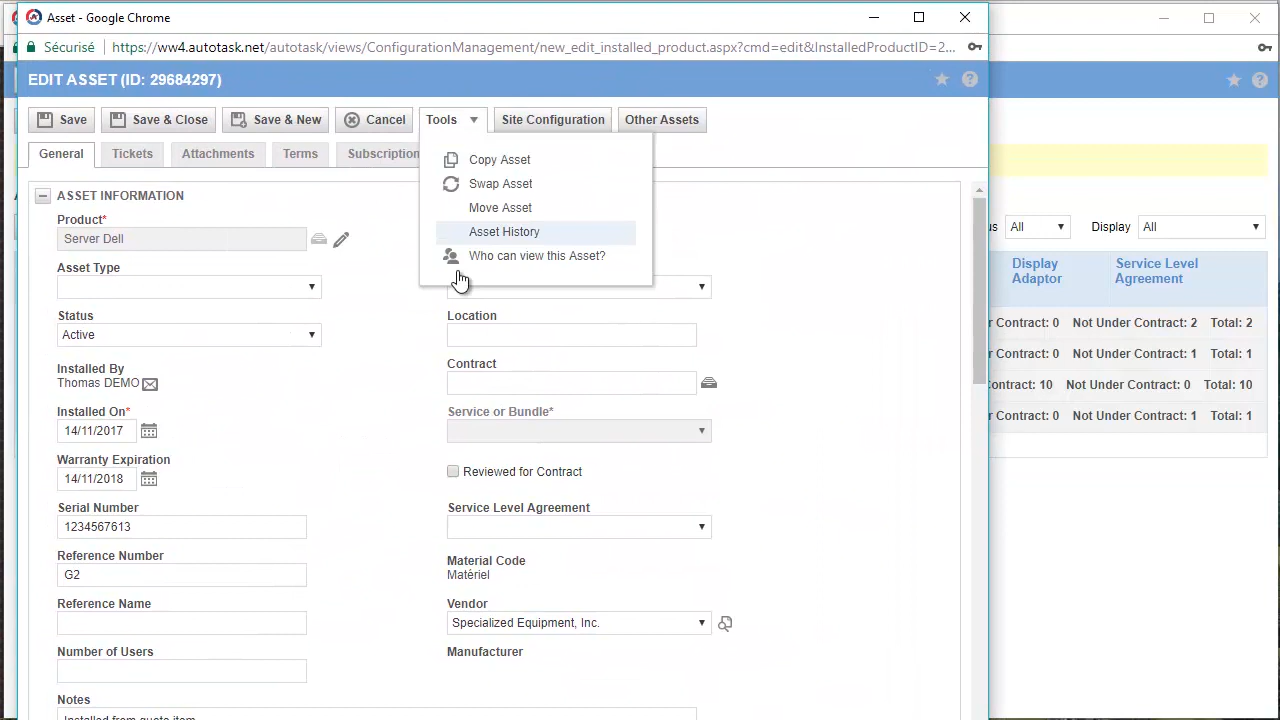 Asset - Google Chrome
Sécurisé https://ww4.autotask.net/autotask/views/ConfigurationManagement/new_edit_installed_product.aspx?cmd=edit&InstalledProductID=2...
EDIT ASSET (ID: 29684297)
Save Save & Close Save & New Cancel Tools Site Configuration Other Assets
General Tickets Attachments Terms Subscription
Copy Asset
Swap Asset
Move Asset
Asset History
Who can view this Asset?
ASSET INFORMATION
Product*
Server Dell
Asset Type
Status
Active
Installed By
Thomas DEMO
Installed On*
14/11/2017
Warranty Expiration
14/11/2018
Serial Number
1234567613
Reference Number
G2
Reference Name
Number of Users
Notes
Installed from quote item
Location
Contract
Service or Bundle*
Reviewed for Contract
Service Level Agreement
Material Code
Matériel
Vendor
Specialized Equipment, Inc.
Manufacturer
us All Display All
Display Adaptor
Service Level Agreement
r Contract: 0 Not Under Contract: 2 Total: 2
r Contract: 0 Not Under Contract: 1 Total: 1
Contract: 10 Not Under Contract: 0 Total: 10
r Contract: 0 Not Under Contract: 1 Total: 1